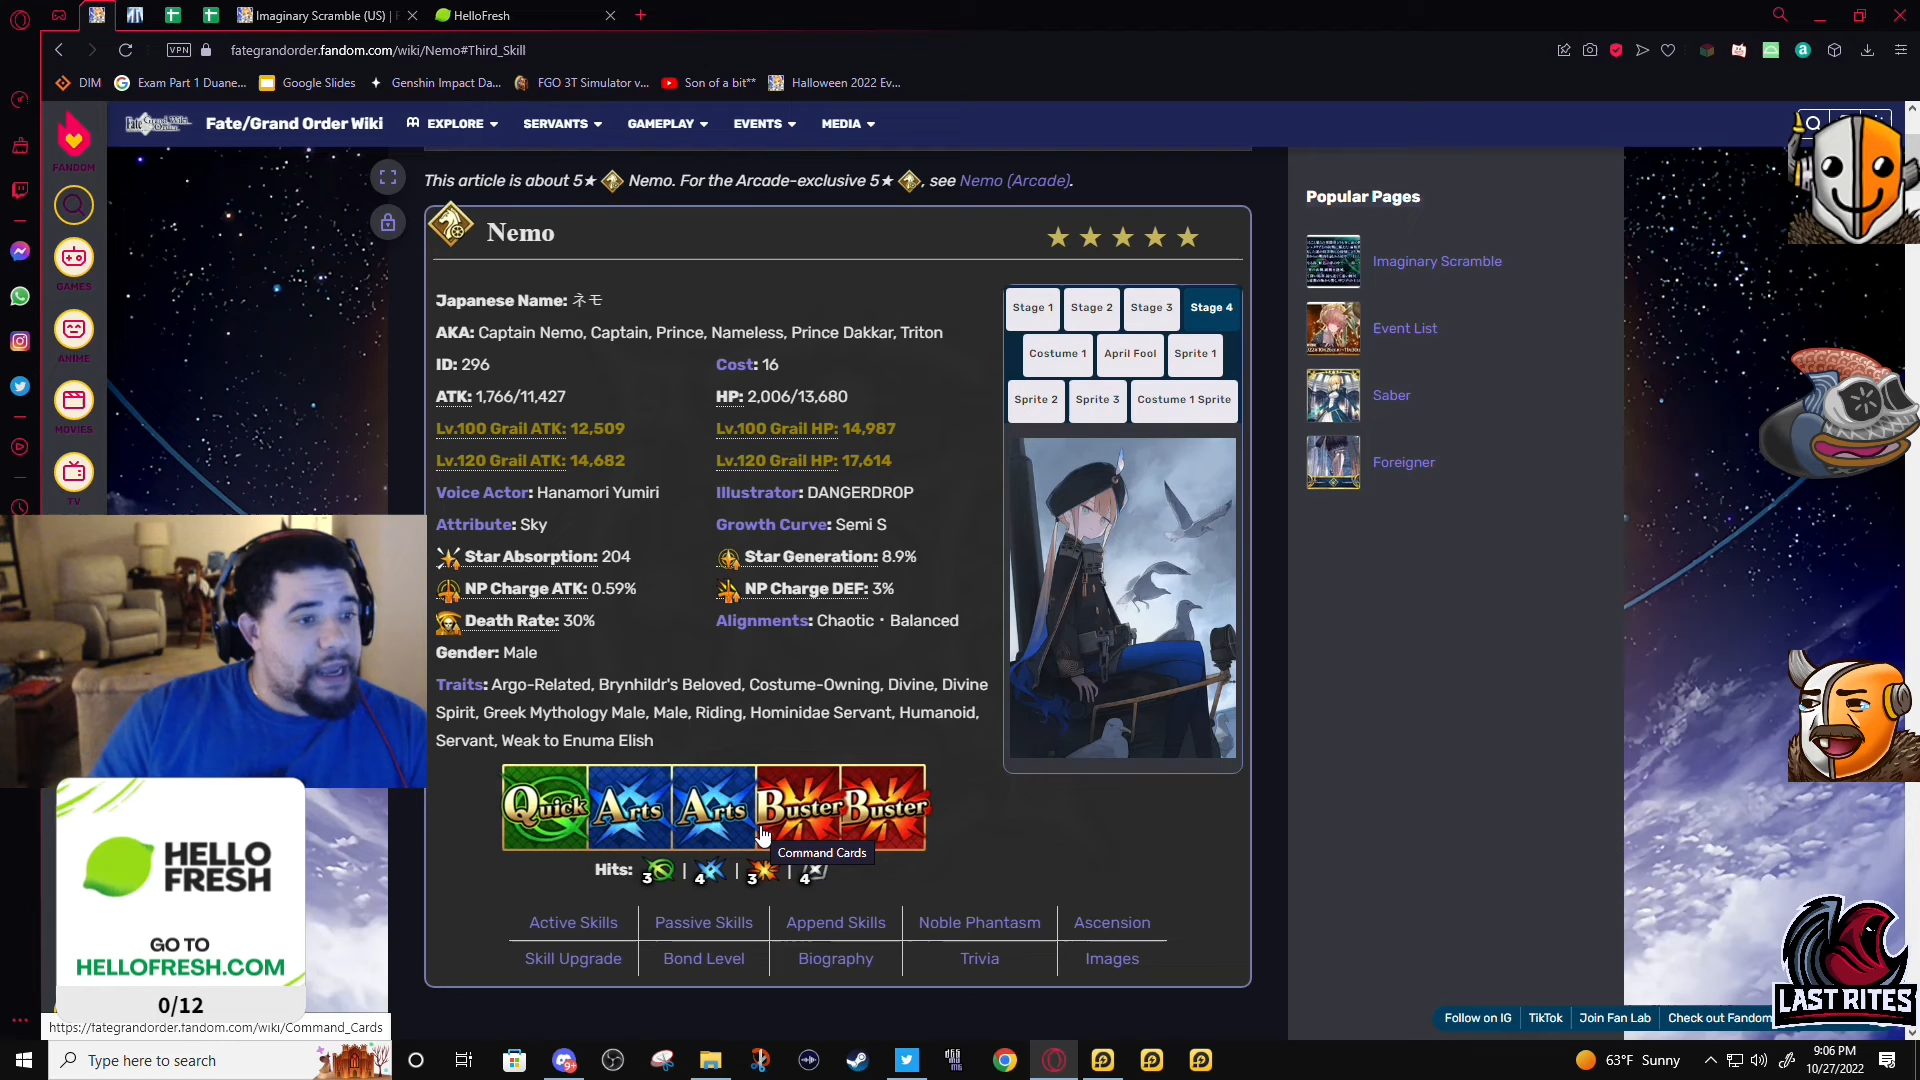 Imaginary Scramble (US) | F
HelloFresh
VPN
fategrandorder.fandom.com/wiki/Nemo#Third_Skill
DIM
Exam Part 1 Duane...
Google Slides
Genshin Impact Da...
FGO 3T Simulator v...
Son of a bit**
Halloween 2022 Ev...
Fate/Grand Order Wiki
EXPLORE
SERVANTS
GAMEPLAY
EVENTS
MEDIA
FANDOM
GAMES
ANIME
MOVIES
TV
This article is about 5★ Nemo. For the Arcade-exclusive 5★ , see Nemo (Arcade).
Nemo
★ ★ ★ ★ ★
Japanese Name: ネモ
AKA: Captain Nemo, Captain, Prince, Nameless, Prince Dakkar, Triton
ID: 296
Cost: 16
ATK: 1,766/11,427
HP: 2,006/13,680
Lv.100 Grail ATK: 12,509
Lv.100 Grail HP: 14,987
Lv.120 Grail ATK: 14,682
Lv.120 Grail HP: 17,614
Voice Actor: Hanamori Yumiri
Illustrator: DANGERDROP
Attribute: Sky
Growth Curve: Semi S
Star Absorption: 204
Star Generation: 8.9%
NP Charge ATK: 0.59%
NP Charge DEF: 3%
Death Rate: 30%
Alignments: Chaotic・Balanced
Gender: Male
Traits: Argo-Related, Brynhildr's Beloved, Costume-Owning, Divine, Divine
Spirit, Greek Mythology Male, Male, Riding, Hominidae Servant, Humanoid,
Servant, Weak to Enuma Elish
Stage 1
Stage 2
Stage 3
Stage 4
Costume 1
April Fool
Sprite 1
Sprite 2
Sprite 3
Costume 1 Sprite
Quick
Arts
Arts
Buster
Buster
Command Cards
Hits: 3 | 4 | 3 | 4
Active Skills
Passive Skills
Append Skills
Noble Phantasm
Ascension
Skill Upgrade
Bond Level
Biography
Trivia
Images
Popular Pages
Imaginary Scramble
Event List
Saber
Foreigner
HELLO
FRESH
GO TO
HELLOFRESH.COM
0/12
https://fategrandorder.fandom.com/wiki/Command_Cards
LAST RITES
Follow on IG
TikTok
Join Fan Lab
Check out Fandom
Type here to search
63°F Sunny
9:06 PM
10/27/2022